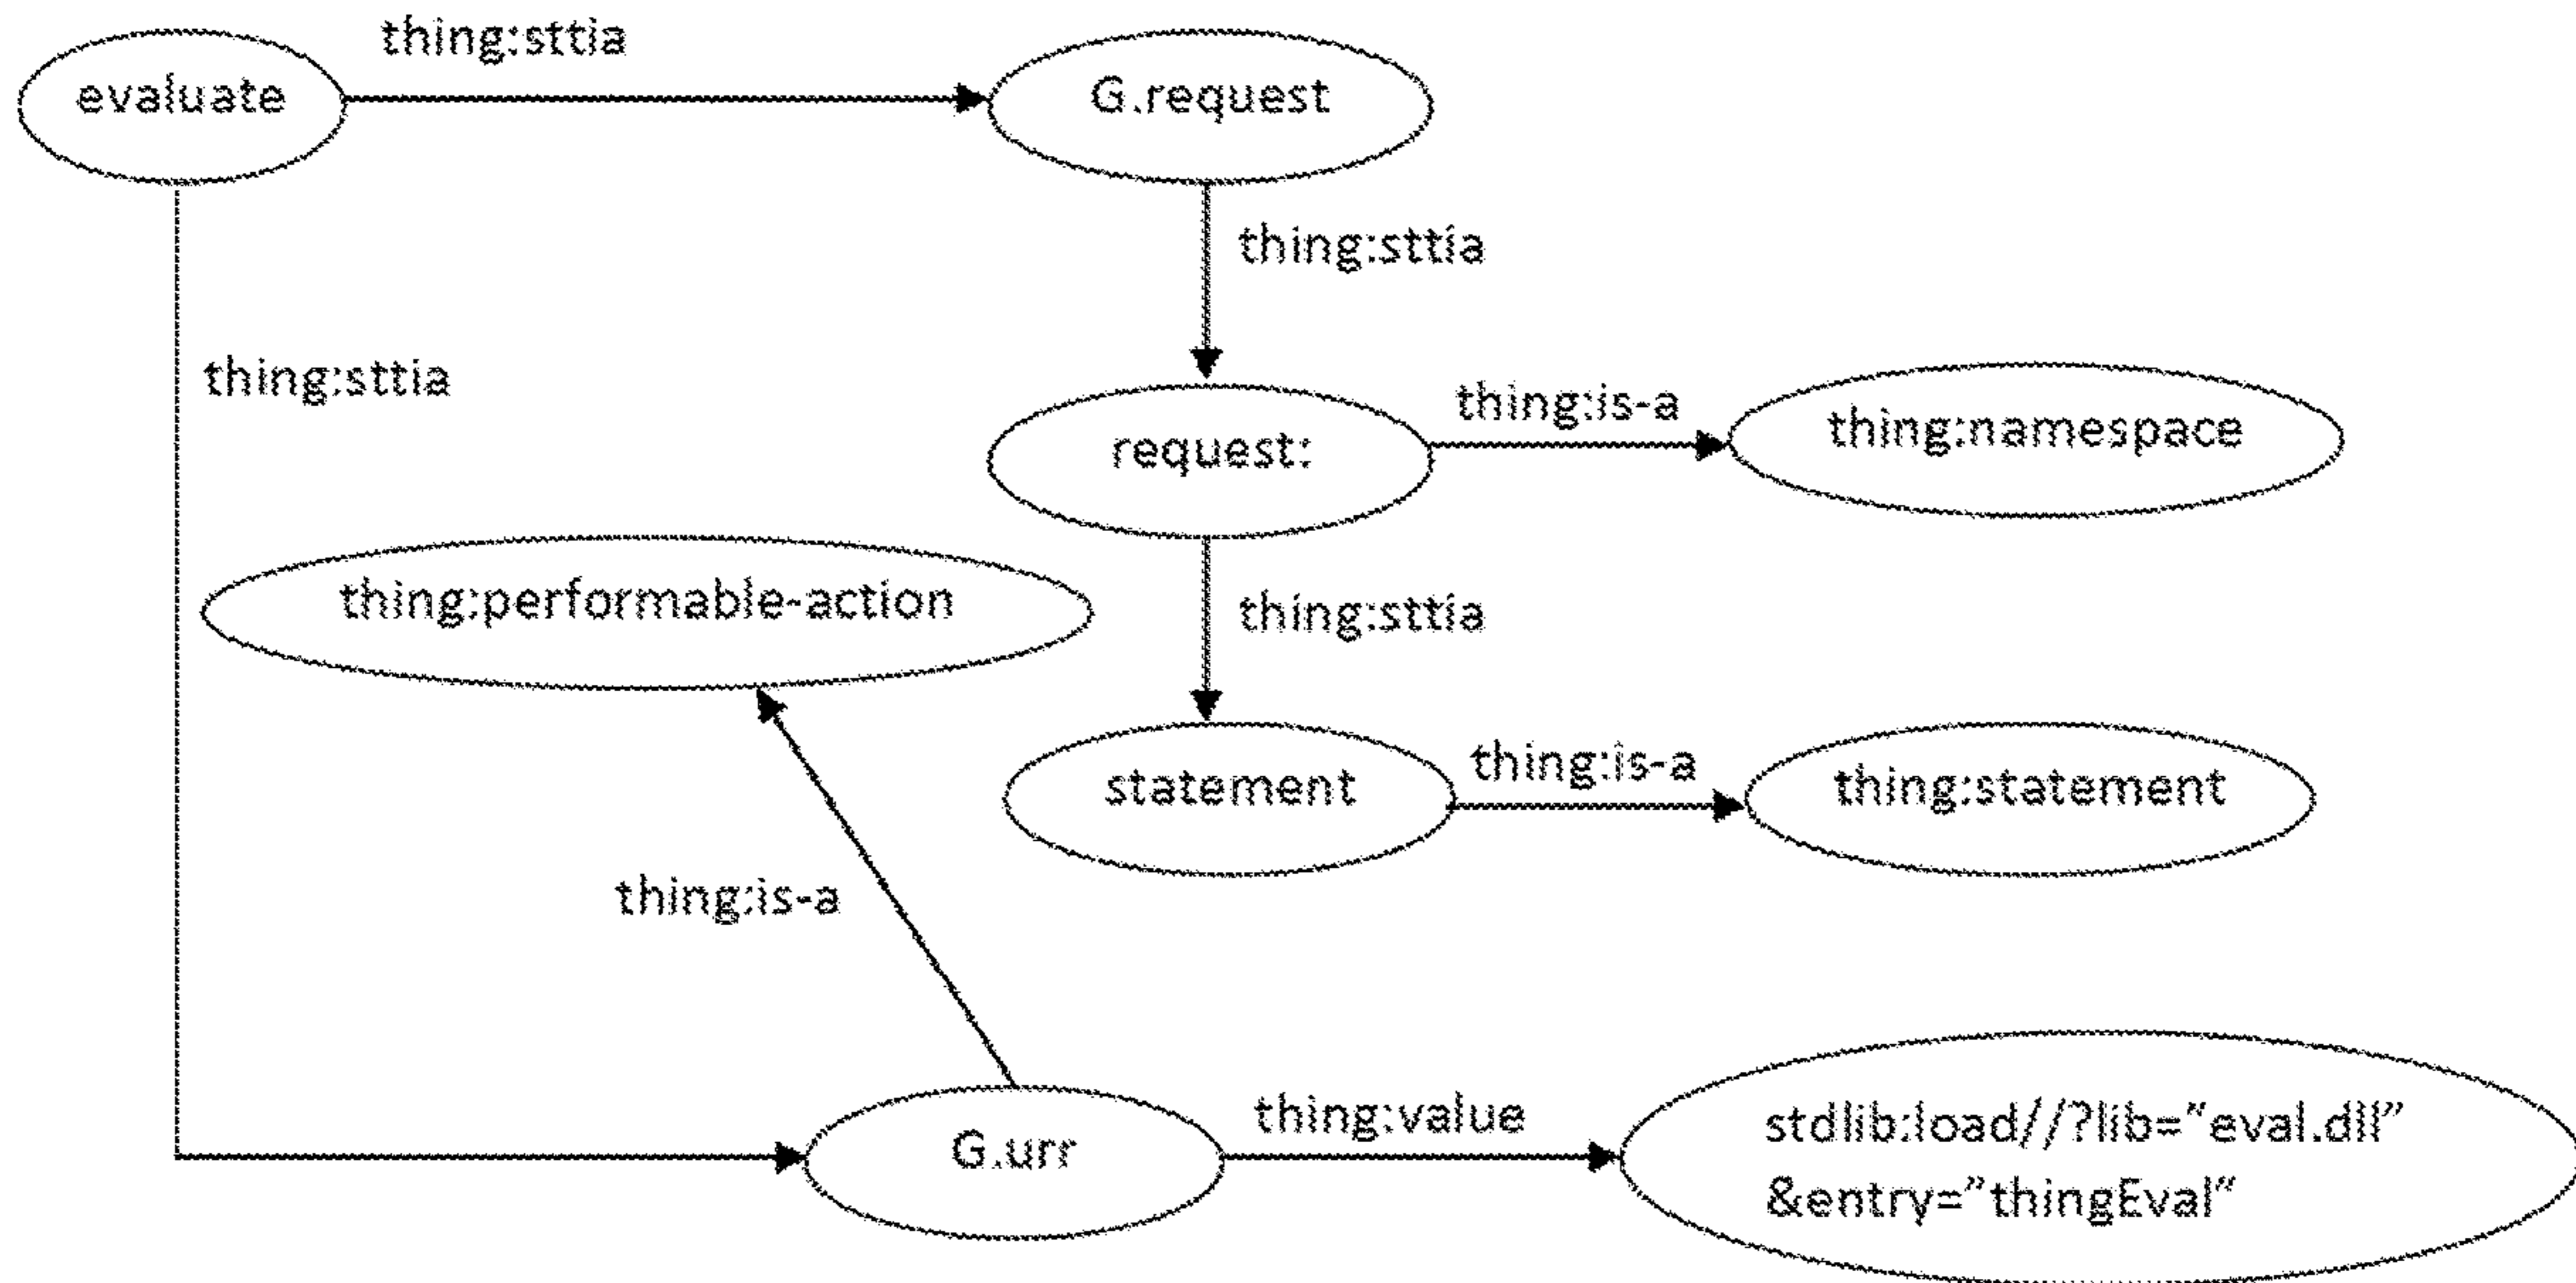 thing:sttia
evaluate
G.request
thing:sttia
thing:sttia
thing:is-a
request:
thing:namespace
thing:performable-action
thing:sttia
thing:is-a
statement
thing:statement
thing:is-a
thing:value
G.urr
stdlib:load//?lib=”eval.dll”
&entry=”thingEval“